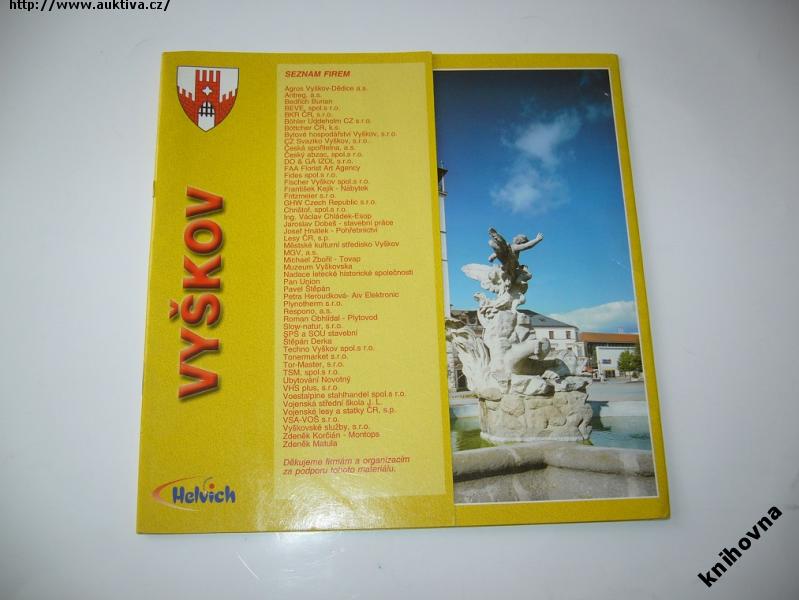 http://www.auktiva.cz/
VYŠKOV
SEZNAM FIREM
Agros Vyškov-Dědice a.s.
Anteg, a.s.
Bedřich Burian
BEVE, spol.s r.o.
BKR ČR, s.r.o.
Böhler Uddeholm CZ s.r.o.
Böttcher ČR, k.s.
Bytové hospodářství Vyškov, s.r.o.
CZ Svazko Vyškov, s.r.o.
Česká spořitelna, a.s.
Český abzac, spol.s r.o.
DO & GA IZOL s.r.o.
FAA Florist Art Agency
Fides spol.s r.o.
Fischer Vyškov spol.s r.o.
František Kejík - Nábytek
Fritzmeier s.r.o.
GHW Czech Republic s.r.o.
Chrištof, spol.s r.o.
Ing. Václav Chládek-Esop
Jaroslav Dobeš - stavební práce
Josef Hnátek - Pohřebnictví
Lesy ČR, s.p.
Městské kulturní středisko Vyškov
MGV, a.s.
Michael Zbořil - Tovap
Muzeum Vyškovska
Nadace letecké historické společnosti
Pan Union
Pavel Štěpán
Petra Heroudková- Aiv Elektronic
Plynotherm s.r.o.
Respono, a.s.
Roman Obhlídal - Plytovod
Slow-natur, s.r.o.
SPŠ a SOU stavební
Štěpán Derka
Techno Vyškov spol.s r.o.
Tonermarket s.r.o.
Tor-Master, s.r.o.
TSM, spol.s r.o.
Ubytování Novotný
VHS plus, s.r.o.
Voestalpine stahlhandel spol.s r.o.
Vojenská střední škola J. L.
Vojenské lesy a statky ČR, s.p.
VSA-VOŠ s.r.o.
Vyškovské služby, s.r.o.
Zdeněk Korčián - Montops
Zdeněk Matula
Děkujeme firmám a organizacím
za podporu tohoto materiálu.
Helvich
knihovna